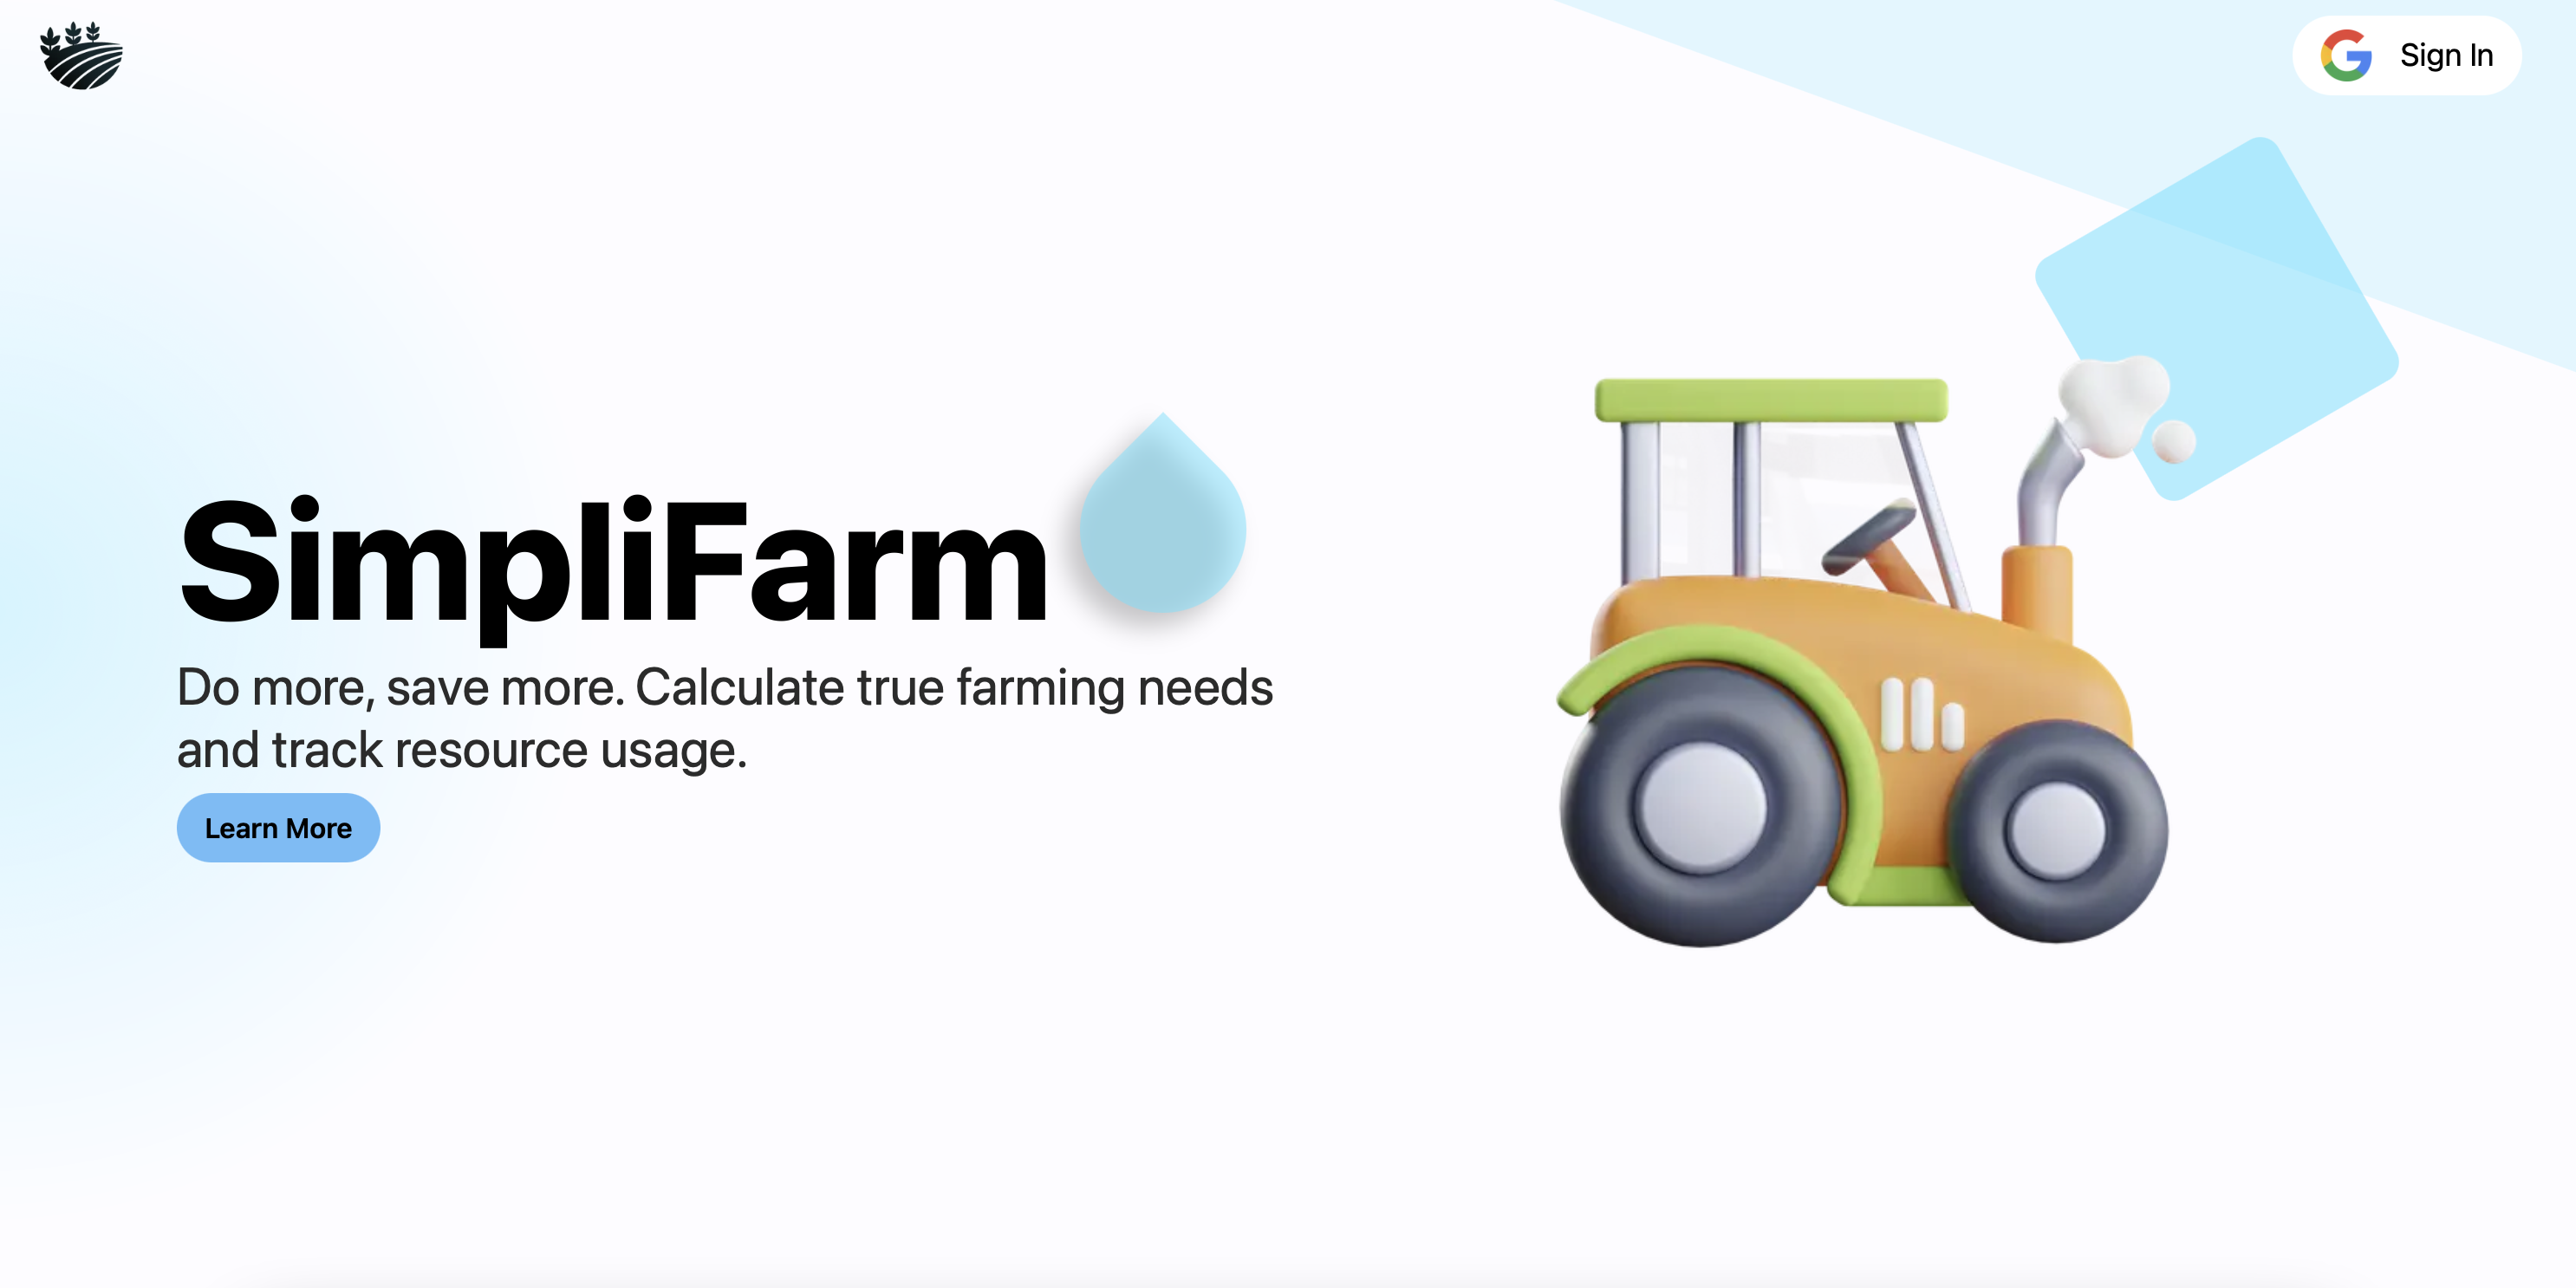 Sign In
SimpliFarm
Do more, save more. Calculate true farming needs
and track resource usage.
Learn More